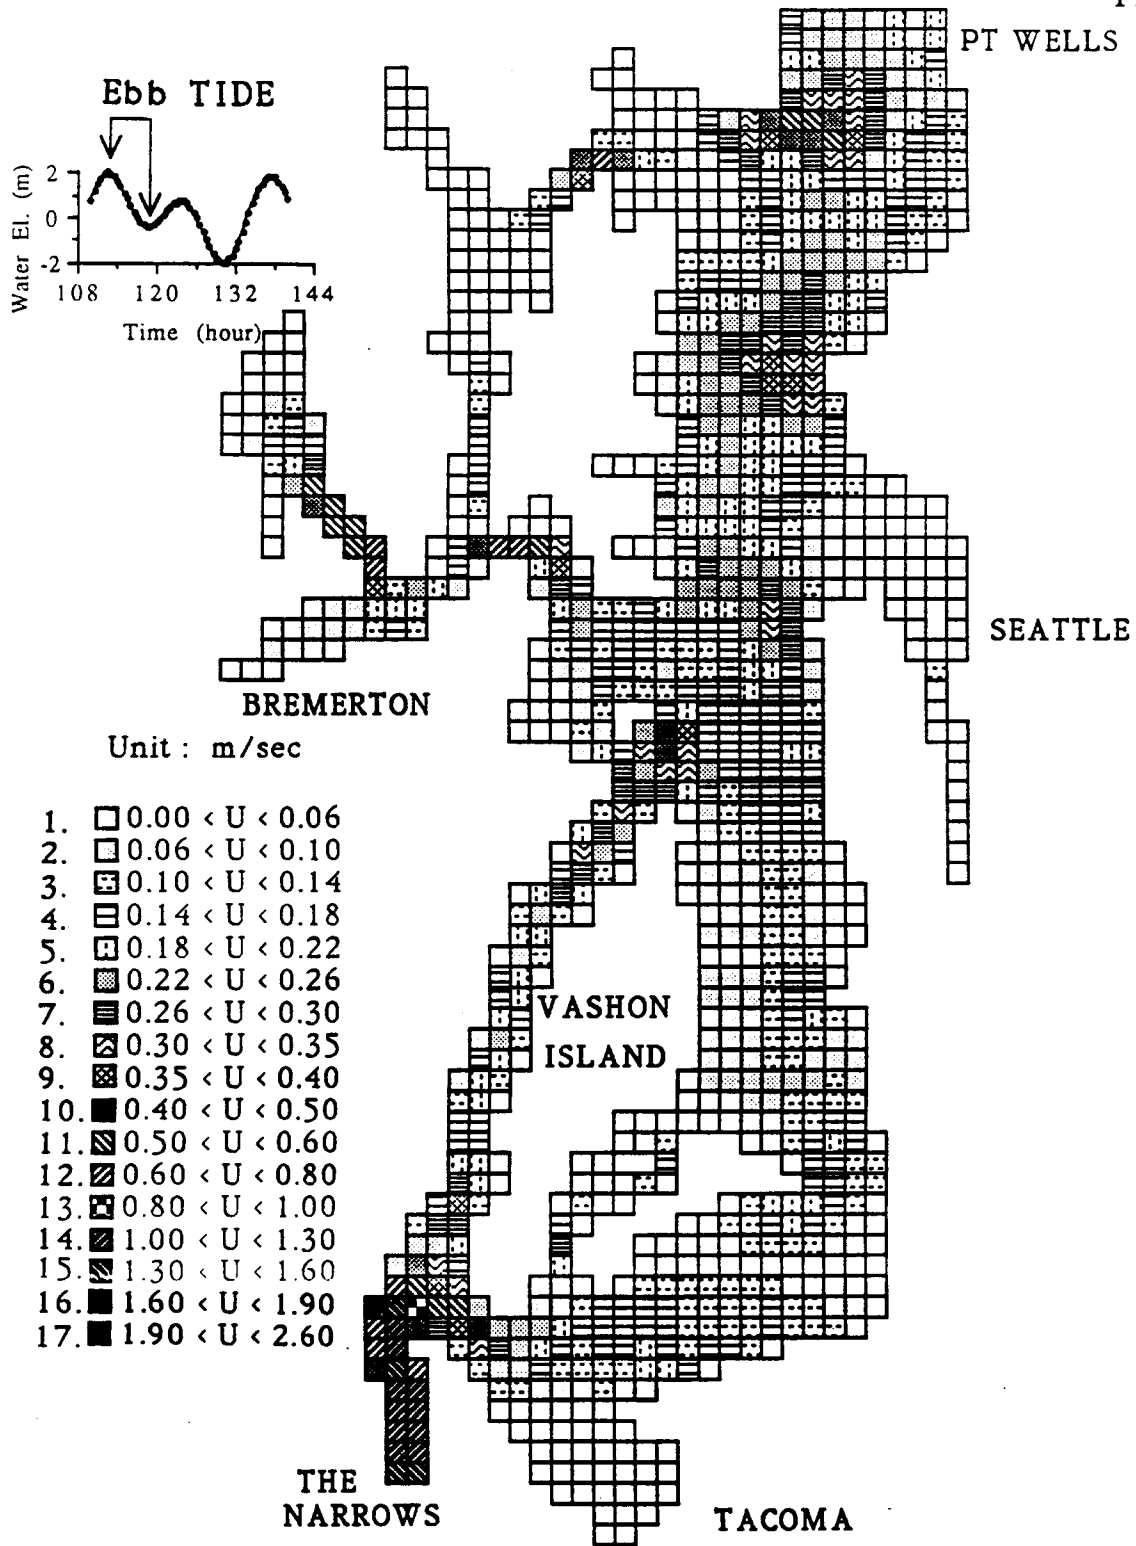 PT WELLS
Ebb TIDE
Water El. (m)
2
0
-2
108 120 132 144
Time (hour)
SEATTLE
BREMERTON
Unit : m/sec
1. 0.00 < U < 0.06
2. 0.06 < U < 0.10
3. 0.10 < U < 0.14
4. 0.14 < U < 0.18
5. 0.18 < U < 0.22
6. 0.22 < U < 0.26
7. 0.26 < U < 0.30
8. 0.30 < U < 0.35
9. 0.35 < U < 0.40
10. 0.40 < U < 0.50
11. 0.50 < U < 0.60
12. 0.60 < U < 0.80
13. 0.80 < U < 1.00
14. 1.00 < U < 1.30
15. 1.30 < U < 1.60
16. 1.60 < U < 1.90
17. 1.90 < U < 2.60
VASHON
ISLAND
THE
NARROWS
TACOMA